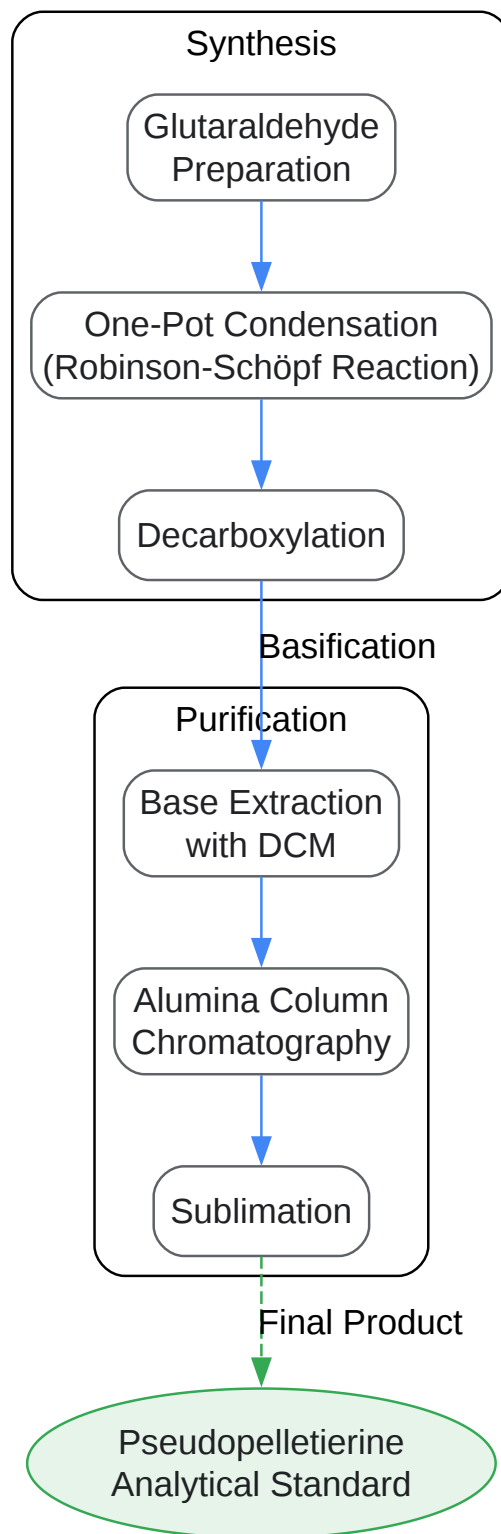 Synthesis
Glutaraldehyde
Preparation
One-Pot Condensation
(Robinson-Schöpf Reaction)
Decarboxylation
Basification
Purification
Base Extraction
with DCM
Alumina Column
Chromatography
Sublimation
Final Product
Pseudopelletierine
Analytical Standard